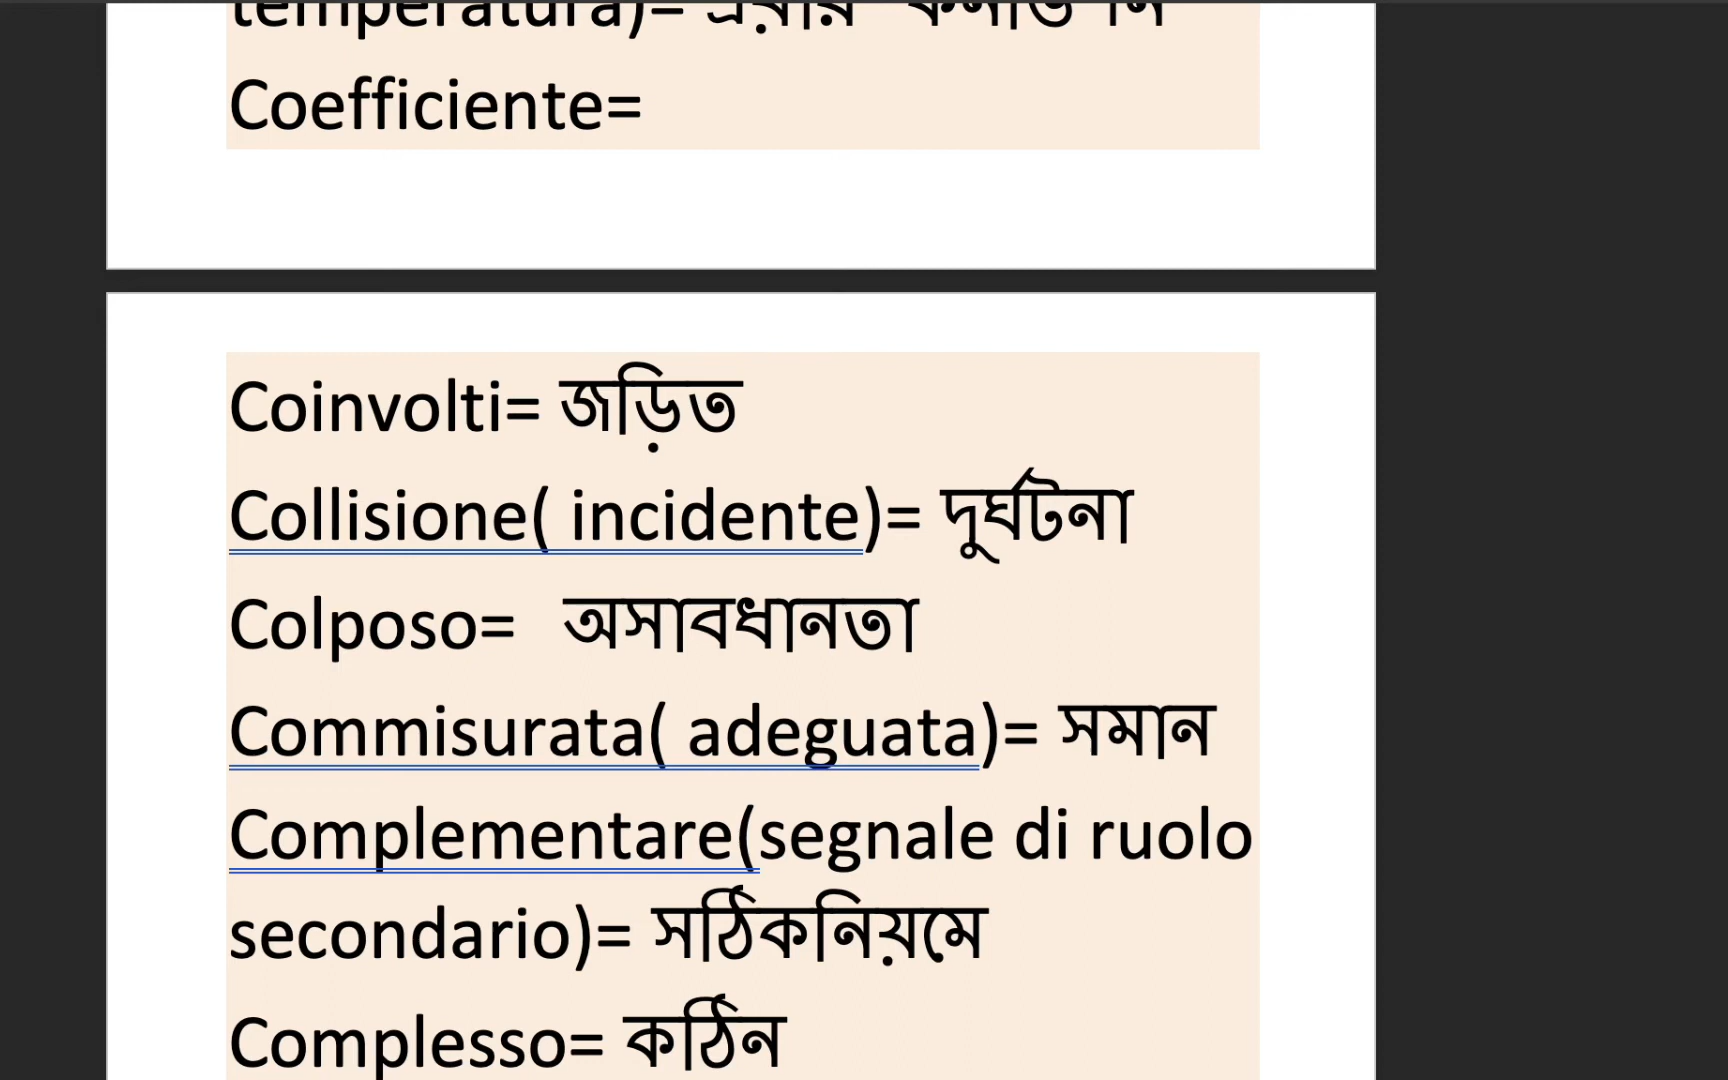 temperatura)=
Coefficiente=
Coinvolti= জড়িত
Collisione( incidente)= দুর্ঘটনা
Colposo= অসাবধানতা
Commisurata( adeguata)= সমান
Complementare(segnale di ruolo
secondario)= সঠিকনিয়মে
Complesso= কঠিন